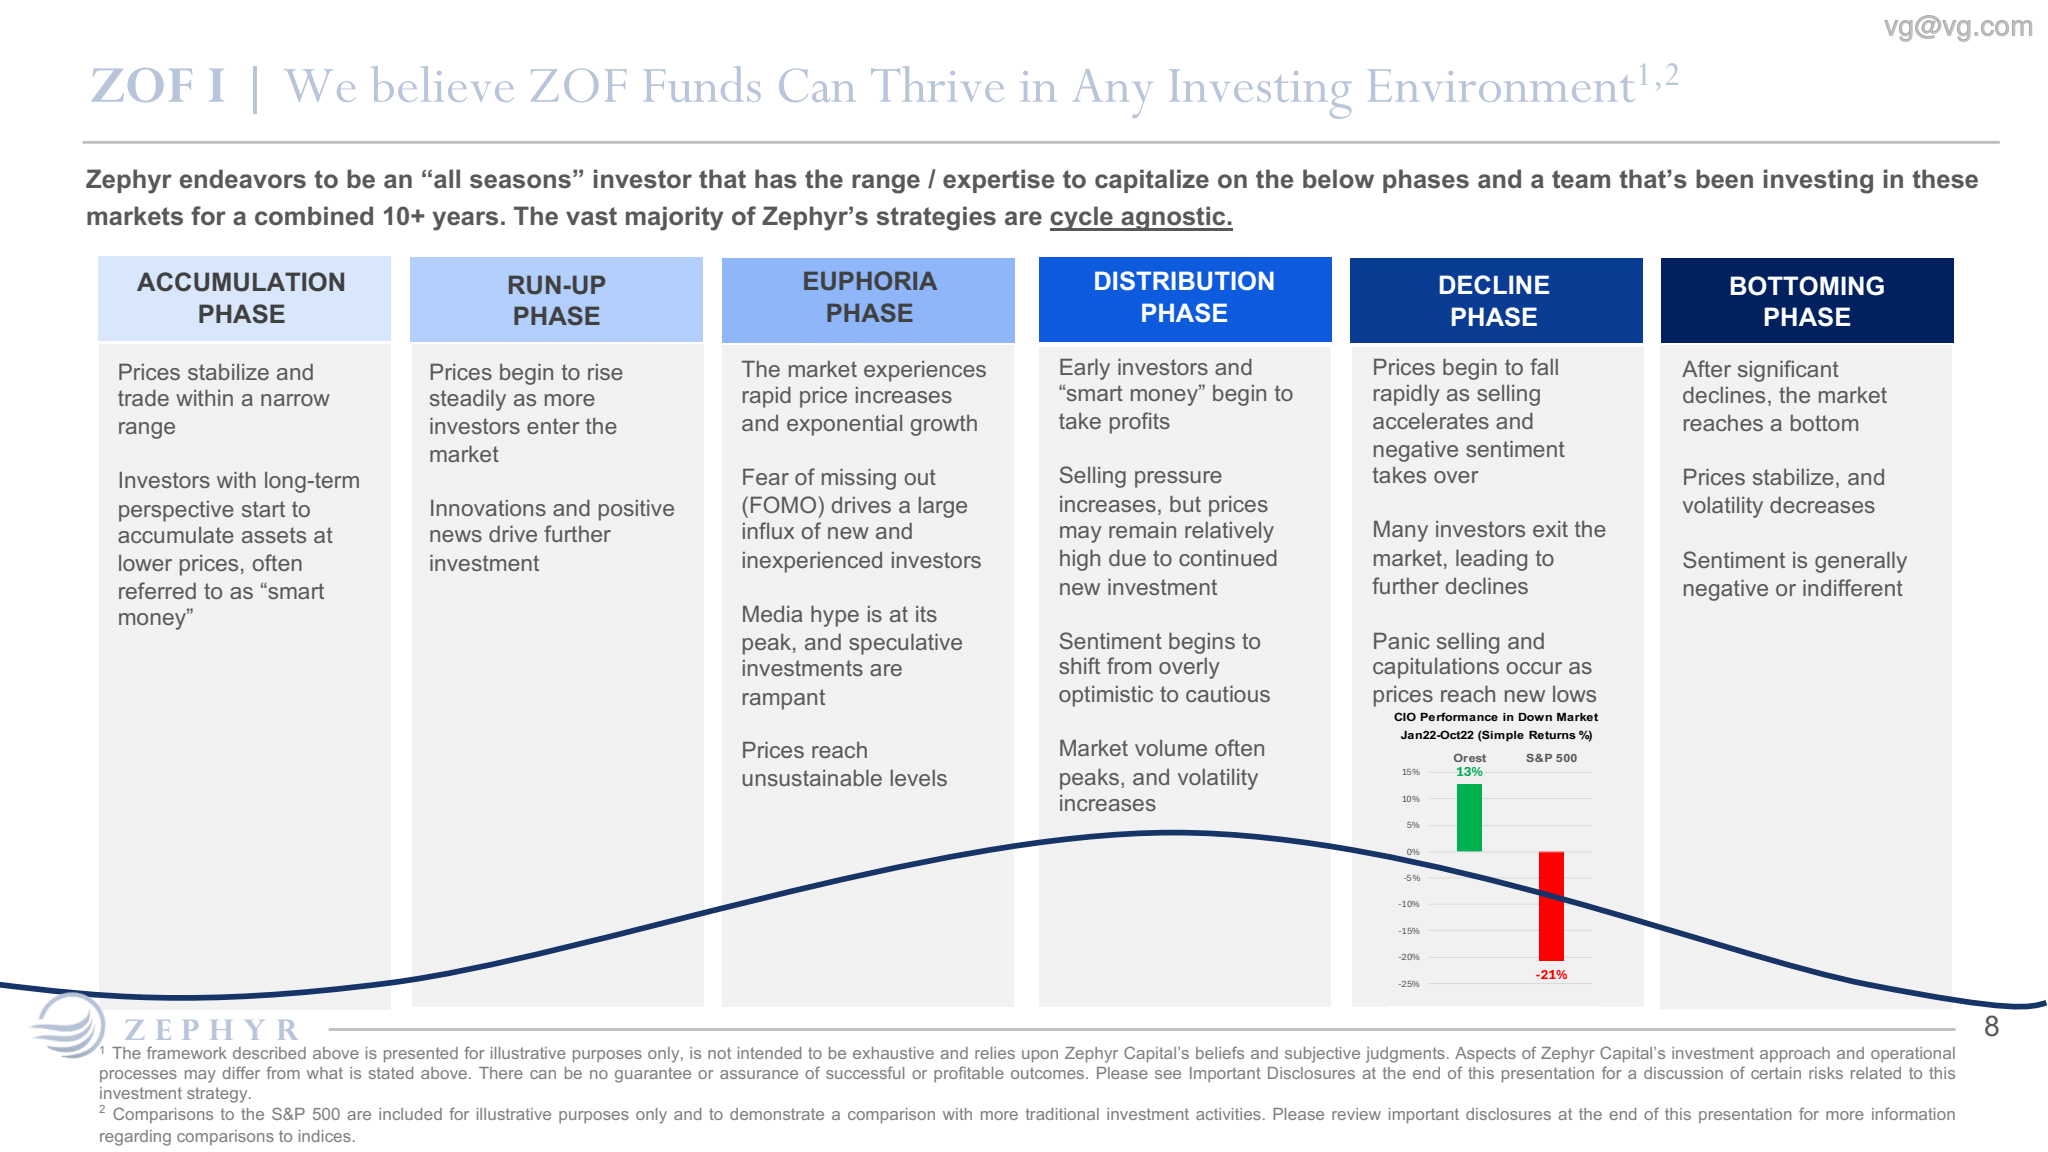 vg@vg.com
ZOF I | We believe ZOF Funds Can Thrive in Any Investing Environment1,2
Zephyr endeavors to be an “all seasons” investor that has the range / expertise to capitalize on the below phases and a team that’s been investing in these
markets for a combined 10+ years. The vast majority of Zephyr’s strategies are cycle agnostic.
ACCUMULATION
PHASE
Prices stabilize and
trade within a narrow
range
Investors with long-term
perspective start to
accumulate assets at
lower prices, often
referred to as “smart
money”
RUN-UP
PHASE
Prices begin to rise
steadily as more
investors enter the
market
Innovations and positive
news drive further
investment
EUPHORIA
PHASE
The market experiences
rapid price increases
and exponential growth
Fear of missing out
(FOMO) drives a large
influx of new and
inexperienced investors
Media hype is at its
peak, and speculative
investments are
rampant
Prices reach
unsustainable levels
DISTRIBUTION
PHASE
Early investors and
“smart money” begin to
take profits
Selling pressure
increases, but prices
may remain relatively
high due to continued
new investment
Sentiment begins to
shift from overly
optimistic to cautious
Market volume often
peaks, and volatility
increases
DECLINE
PHASE
Prices begin to fall
rapidly as selling
accelerates and
negative sentiment
takes over
Many investors exit the
market, leading to
further declines
Panic selling and
capitulations occur as
prices reach new lows
CIO Performance in Down Market
Jan22-Oct22 (Simple Returns %)
Orest S&P 500
15%
13%
10%
5%
0%
-5%
-10%
-15%
-20%
-21%
-25%
BOTTOMING
PHASE
After significant
declines, the market
reaches a bottom
Prices stabilize, and
volatility decreases
Sentiment is generally
negative or indifferent
ZEPHYR
8
1 The framework described above is presented for illustrative purposes only, is not intended to be exhaustive and relies upon Zephyr Capital’s beliefs and subjective judgments. Aspects of Zephyr Capital’s investment approach and operational
processes may differ from what is stated above. There can be no guarantee or assurance of successful or profitable outcomes. Please see Important Disclosures at the end of this presentation for a discussion of certain risks related to this
investment strategy.
2 Comparisons to the S&P 500 are included for illustrative purposes only and to demonstrate a comparison with more traditional investment activities. Please review important disclosures at the end of this presentation for more information
regarding comparisons to indices.